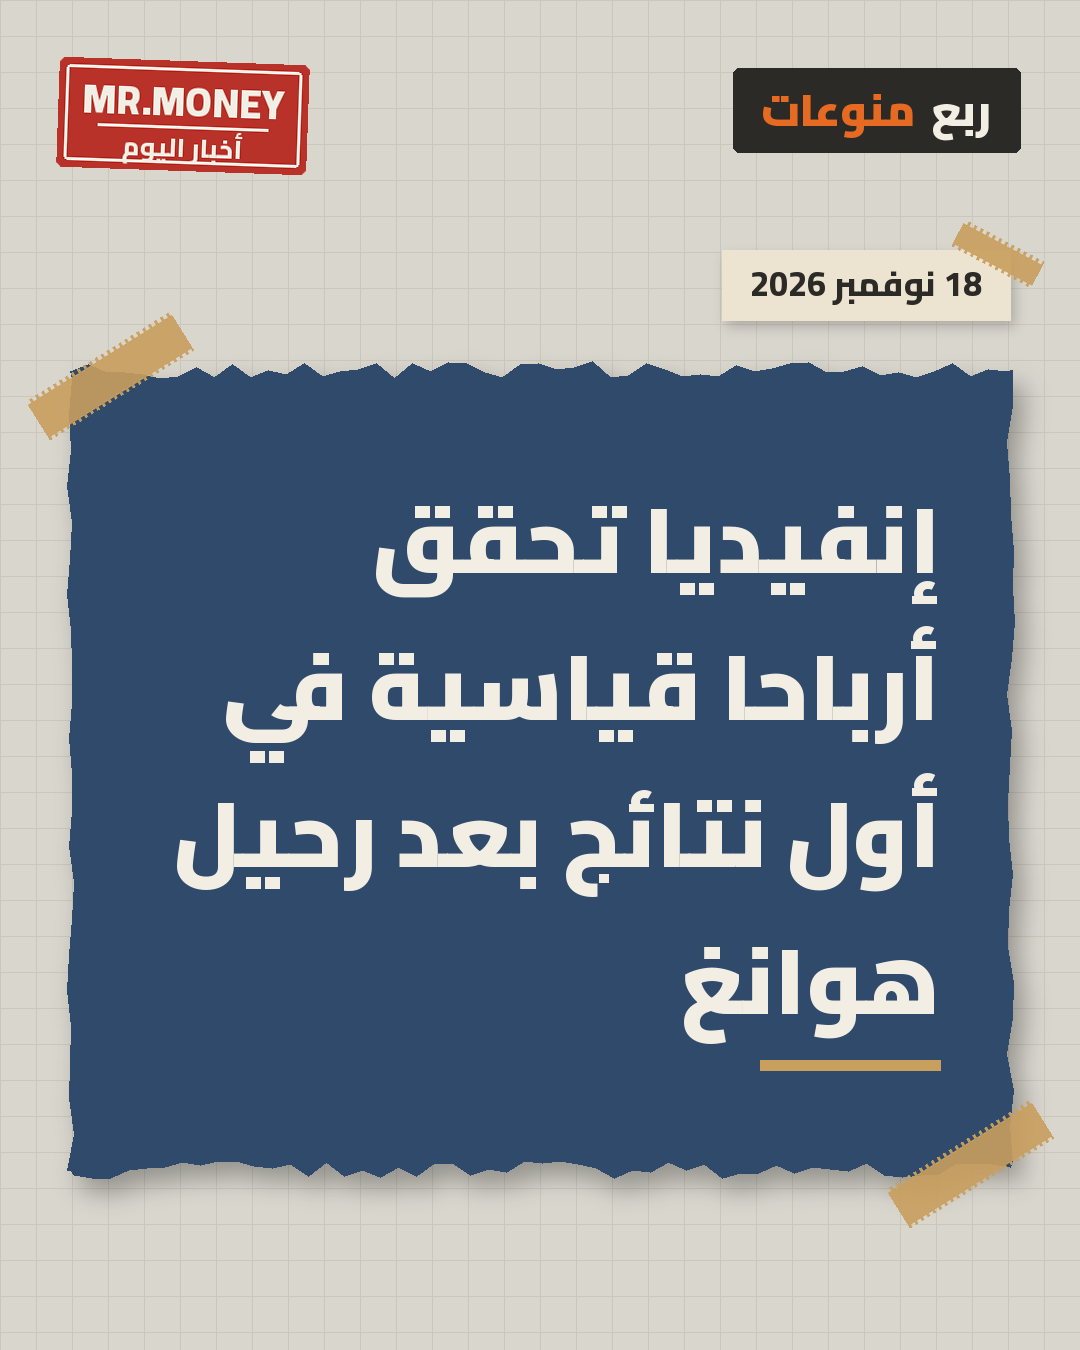 ربع منوعات
MR.MONEY
أخبار اليوم
18 نوفمبر 2026
إنفيديا تحقق
أرباحا قياسية في
أول نتائج بعد رحيل
هوانغ